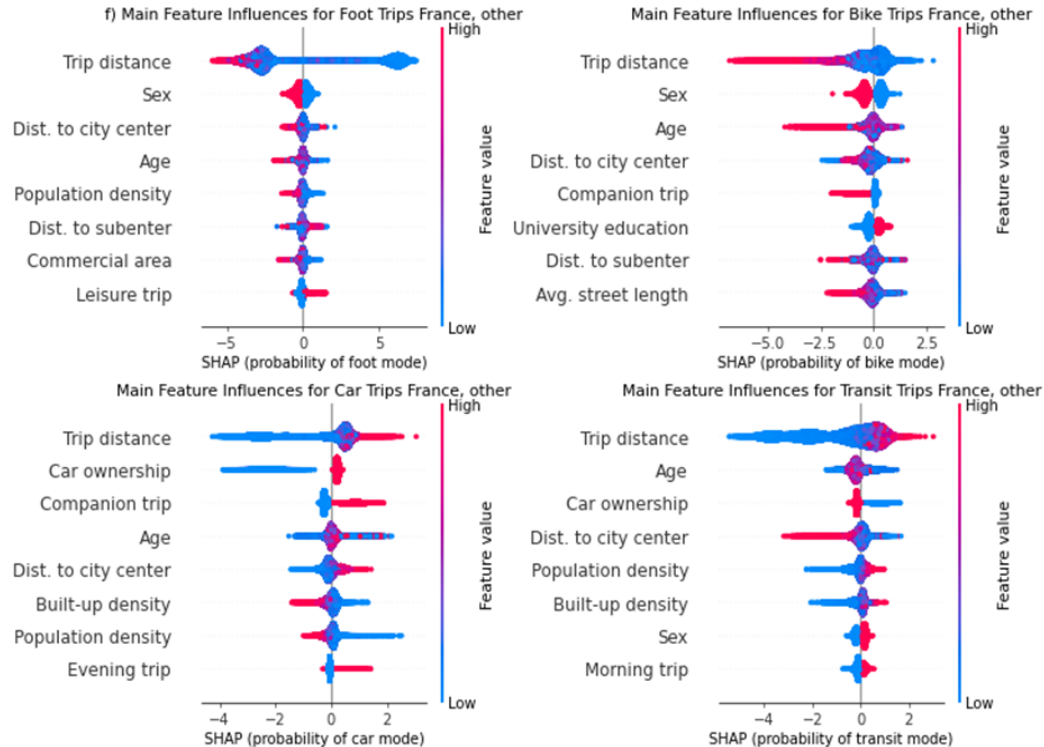 f) Main Feature Influences for Foot Trips France, other
High
Trip distance
Sex
Dist. to city center
Age
Population density
Dist. to subenter
Commercial area
Leisure trip
Feature value
Low
−5
0
5
SHAP (probability of foot mode)
Main Feature Influences for Bike Trips France, other
High
Trip distance
Sex
Age
Dist. to city center
Companion trip
University education
Dist. to subenter
Avg. street length
Feature value
Low
−5.0
−2.5
0.0
2.5
SHAP (probability of bike mode)
Main Feature Influences for Car Trips France, other
High
Trip distance
Car ownership
Companion trip
Age
Dist. to city center
Built-up density
Population density
Evening trip
Feature value
Low
−4
−2
0
2
SHAP (probability of car mode)
Main Feature Influences for Transit Trips France, other
High
Trip distance
Age
Car ownership
Dist. to city center
Population density
Built-up density
Sex
Morning trip
Feature value
Low
−4
−2
0
2
SHAP (probability of transit mode)